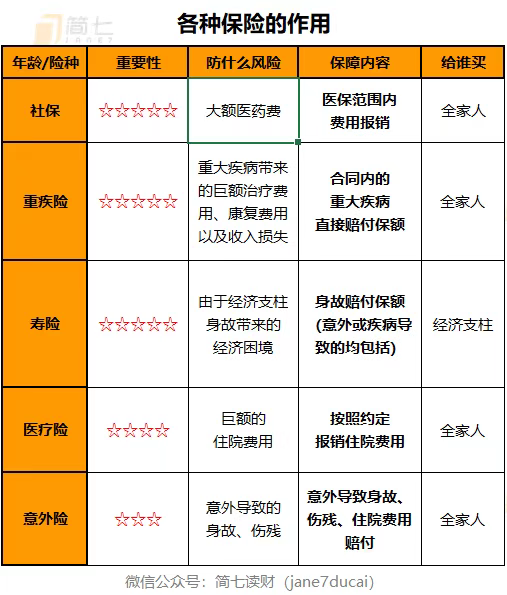 简七
JANE7
各种保险的作用
年龄/险种 重要性 防什么风险 保障内容 给谁买
社保 ☆☆☆☆☆ 大额医药费 医保范围内
费用报销 全家人
重疾险 ☆☆☆☆☆ 重大疾病带来
的巨额治疗费
用、康复费用
以及收入损失 合同内的
重大疾病
直接赔付保额 全家人
寿险 ☆☆☆☆☆ 由于经济支柱
身故带来的
经济困境 身故赔付保额
(意外或疾病导
致的均包括) 经济支柱
医疗险 ☆☆☆☆ 巨额的
住院费用 按照约定
报销住院费用 全家人
意外险 ☆☆☆ 意外导致的
身故、伤残 意外导致身故、
伤残、住院费用
赔付 全家人
微信公众号：简七读财（jane7ducai）